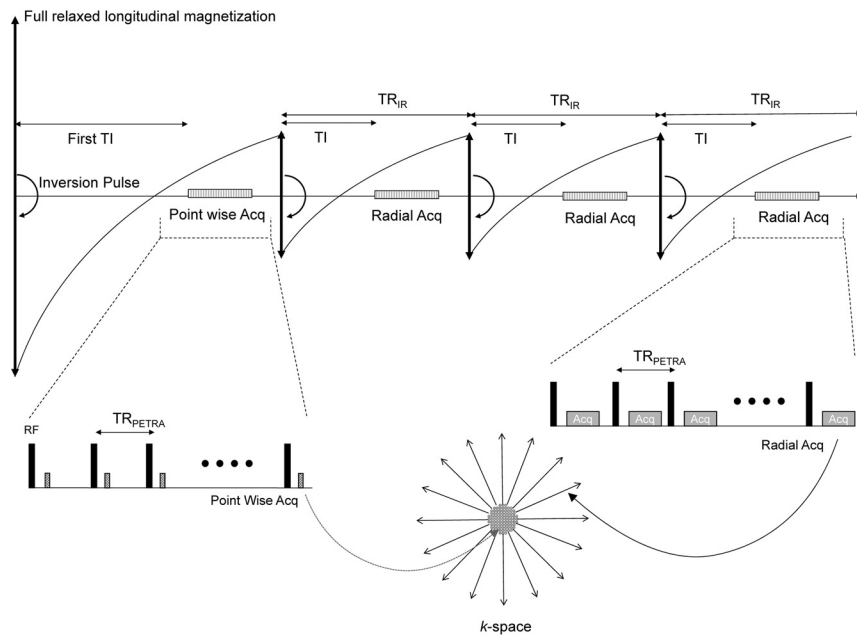 Full relaxed longitudinal magnetization
TR_IR
TR_IR
TR_IR
First TI
TI
TI
TI
Inversion Pulse
Point wise Acq
Radial Acq
Radial Acq
Radial Acq
TR_PETRA
Acq
Acq
Acq
Acq
Radial Acq
RF
TR_PETRA
Point Wise Acq
k-space